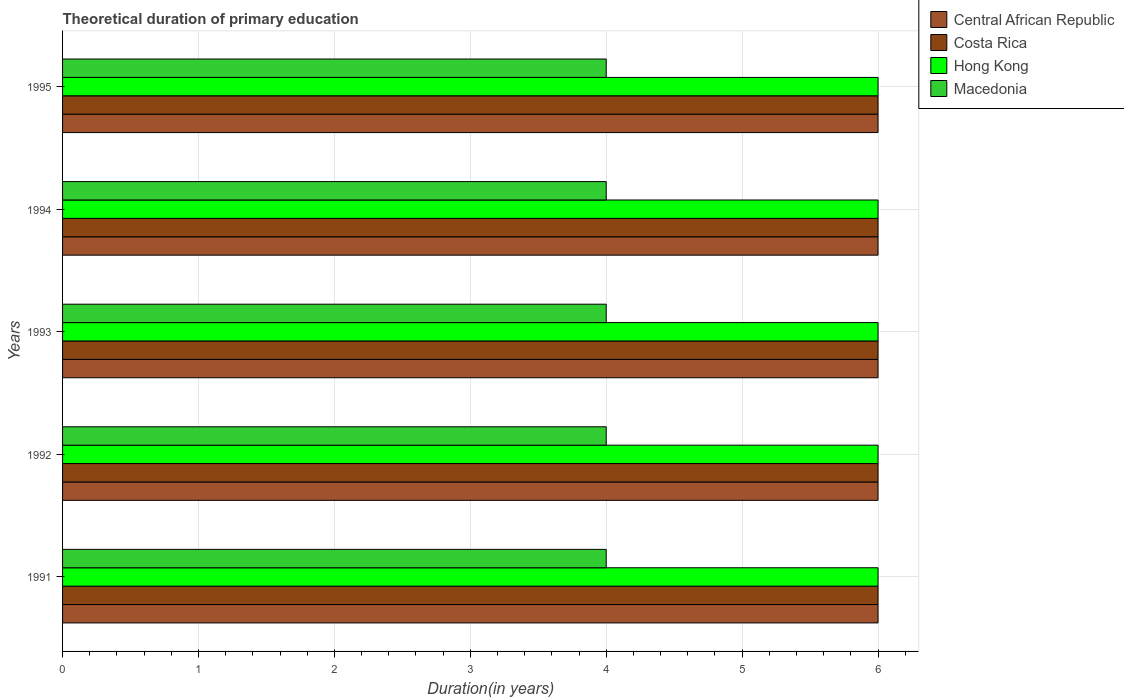 Theoretical duration of primary education
Central African Republic
Costa Rica
Hong Kong
Macedonia
Years
1995
1994
1993
1992
1991
0 1 2 3 4 5 6
Duration(in years)